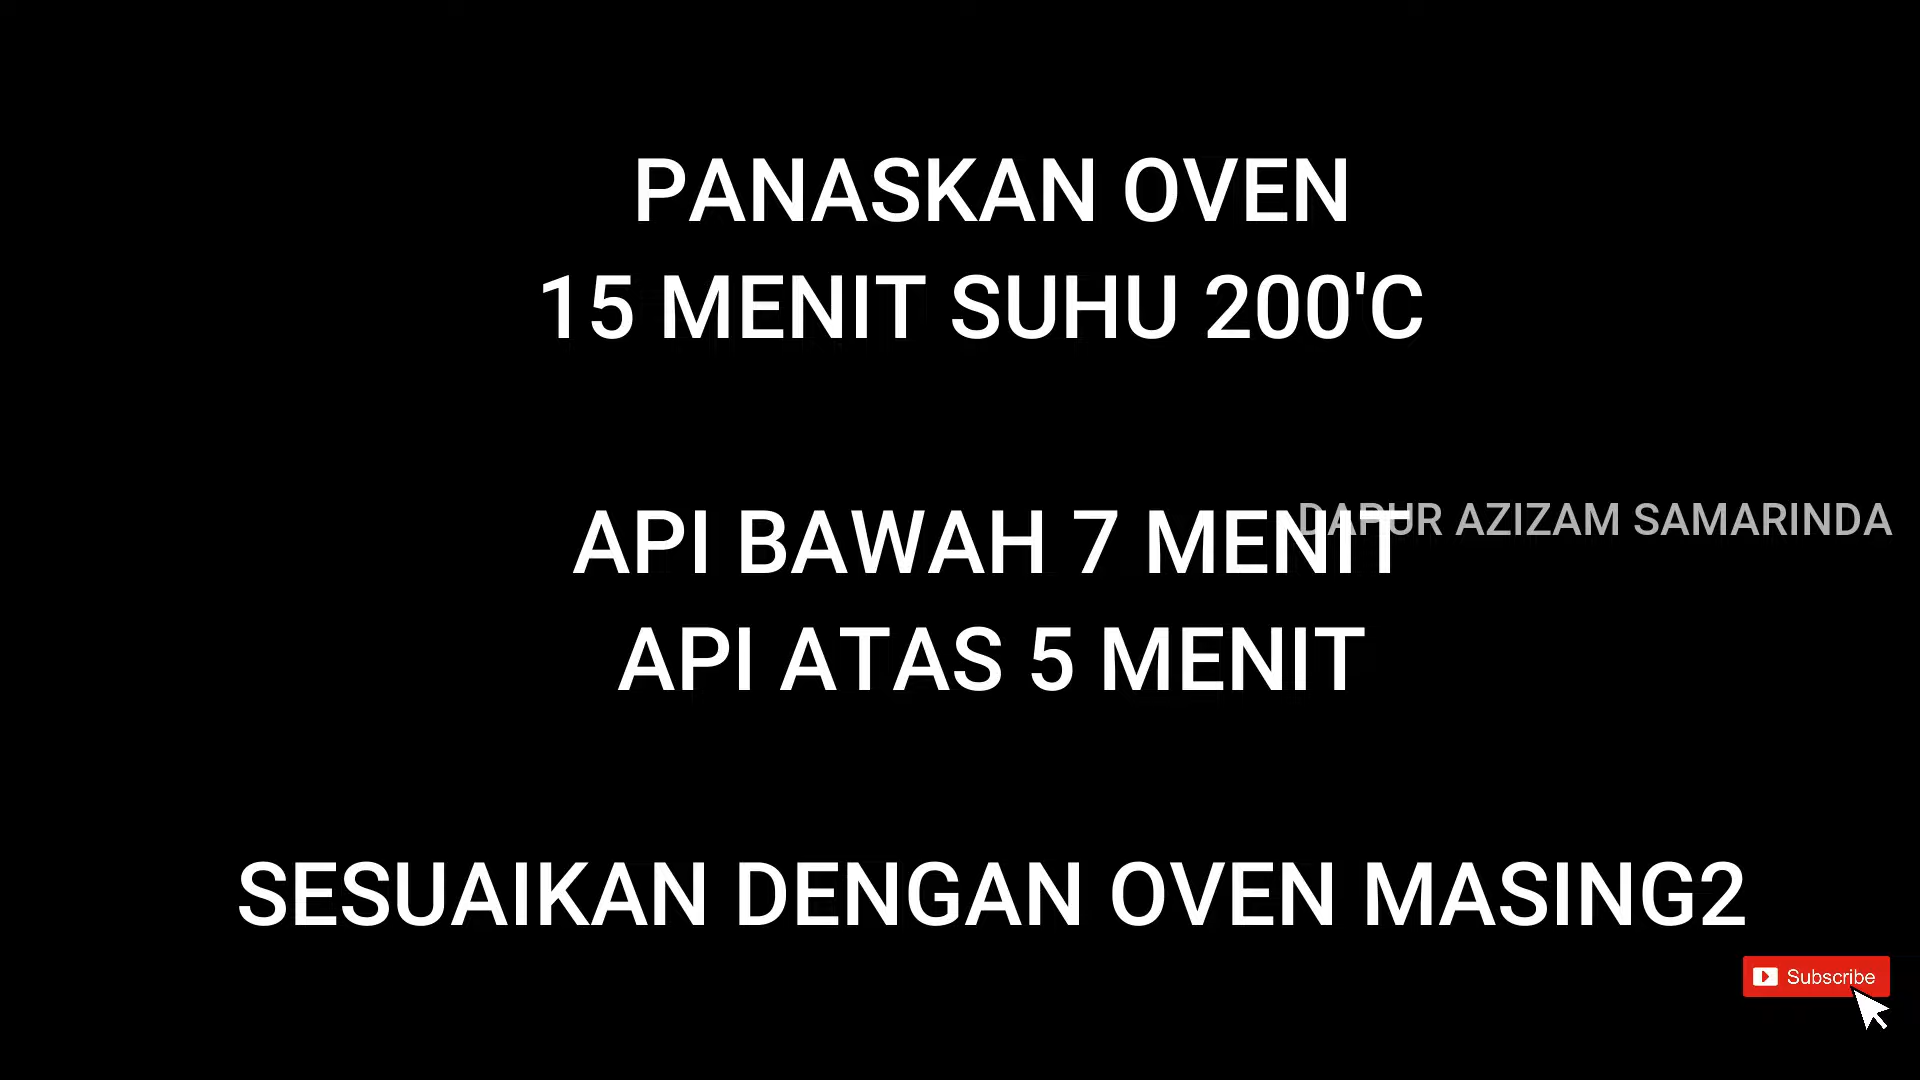 PANASKAN OVEN
15 MENIT SUHU 200'C
API BAWAH 7 MENIT
DAPUR AZIZAM SAMARINDA
API ATAS 5 MENIT
SESUAIKAN DENGAN OVEN MASING2
Subscribe